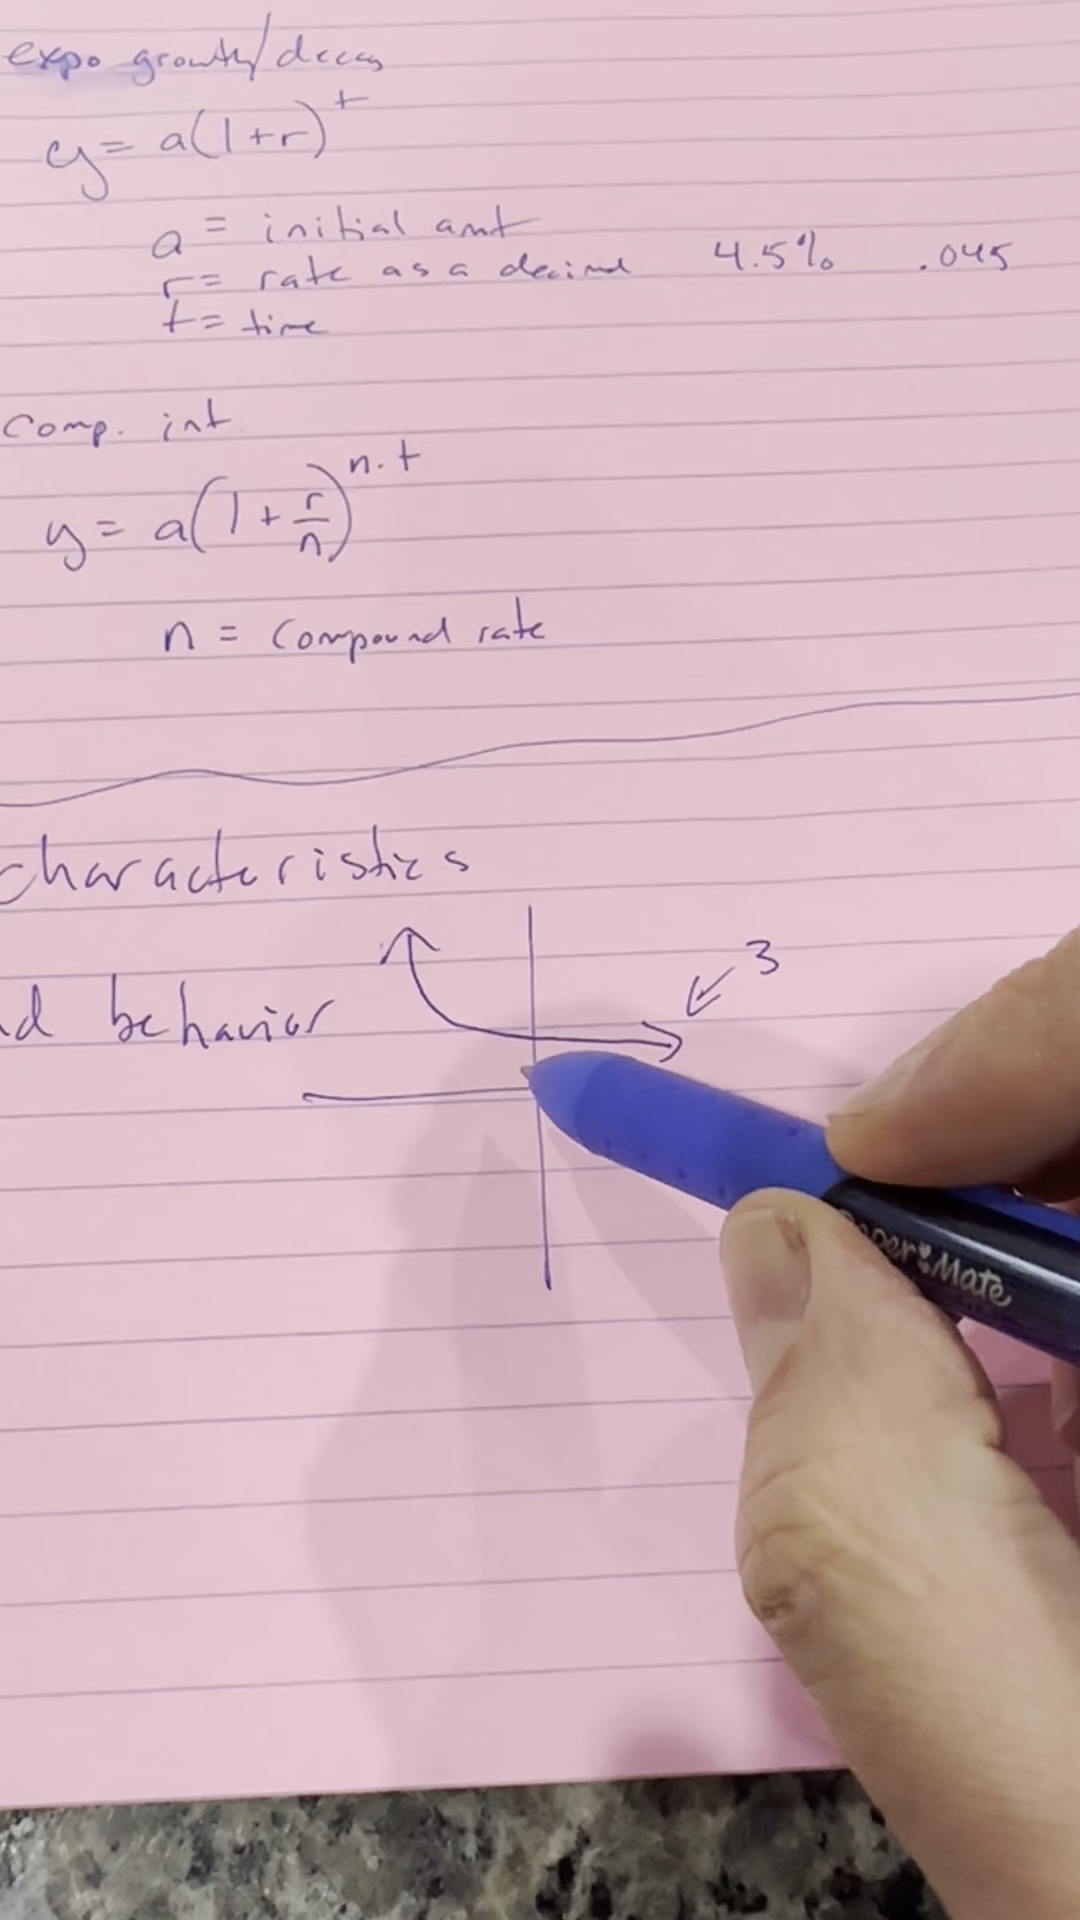 expo growth/decay
y = a(1+r)^t
a = initial amt
r = rate as a decimal 4.5% .045
t = time
Comp. int
y = a(1 + r/n)^n·t
n = Compound rate
characteristics
3
d behavior
Paper Mate